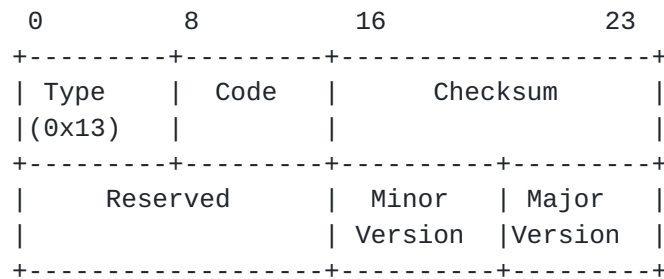 0 8 16 23
+---------+---------+--------------------+
| Type | Code | Checksum |
|(0x13) | | |
+---------+---------+----------+---------+
| Reserved | Minor | Major |
| | Version |Version |
+-------------------+----------+---------+